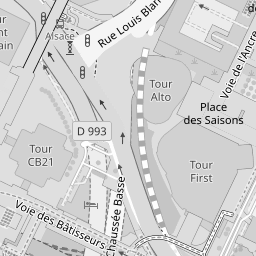 Rue Louis Blan
Alsace
Tour
Alto
Voie de l'Ancre
Place
des Saisons
D 993
Tour
CB21
Tour
First
Chaussée Basse
Voie des Bâtisseurs